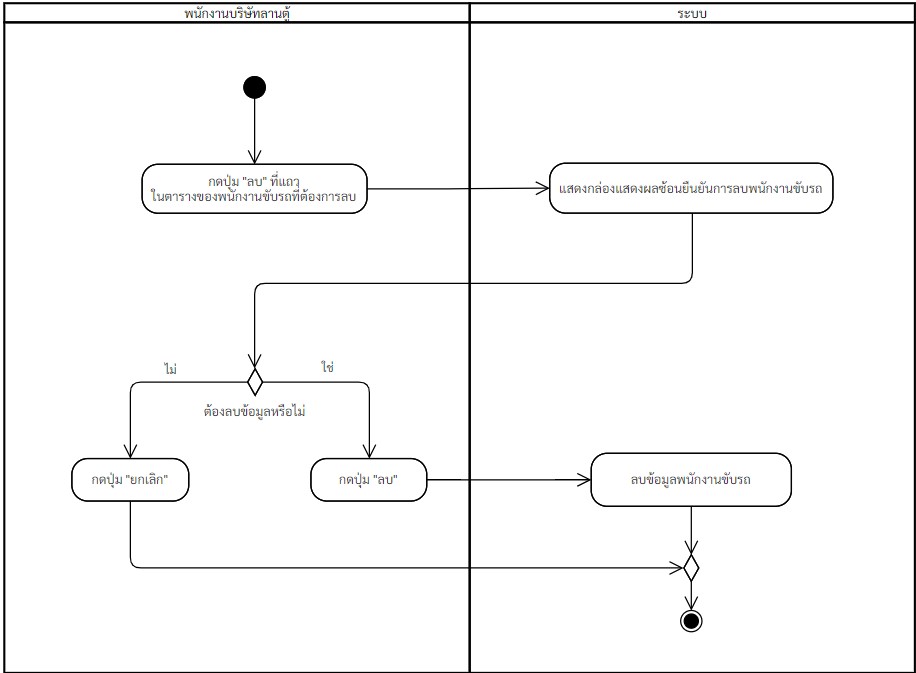 พนักงานบริษัทลานตู้
ระบบ
กดปุ่ม "ลบ" ที่แถว
ในตารางของพนักงานขับรถที่ต้องการลบ
แสดงกล่องแสดงผลซ้อนยืนยันการลบพนักงานขับรถ
ไม่
ใช่
ต้องลบข้อมูลหรือไม่
กดปุ่ม "ยกเลิก"
กดปุ่ม "ลบ"
ลบข้อมูลพนักงานขับรถ